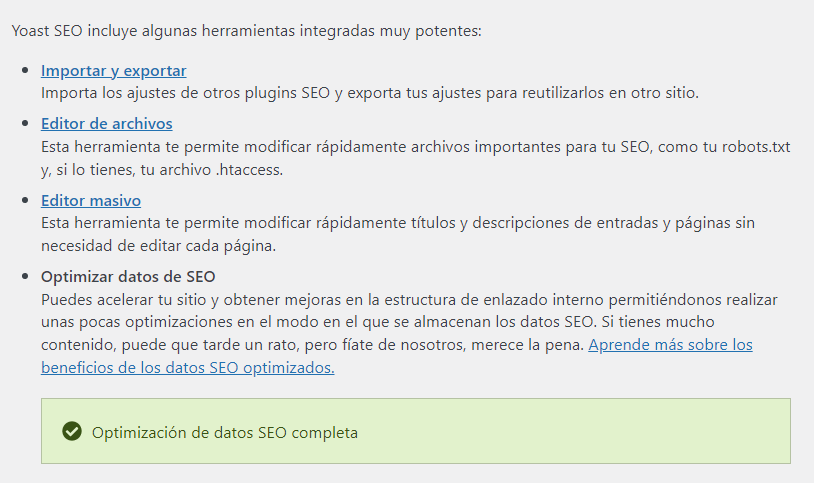 Yoast SEO incluye algunas herramientas integradas muy potentes:
Importar y exportar
Importa los ajustes de otros plugins SEO y exporta tus ajustes para reutilizarlos en otro sitio.
Editor de archivos
Esta herramienta te permite modificar rápidamente archivos importantes para tu SEO, como tu robots.txt
y, si lo tienes, tu archivo .htaccess.
Editor masivo
Esta herramienta te permite modificar rápidamente títulos y descripciones de entradas y páginas sin
necesidad de editar cada página.
Optimizar datos de SEO
Puedes acelerar tu sitio y obtener mejoras en la estructura de enlazado interno permitiéndonos realizar
unas pocas optimizaciones en el modo en el que se almacenan los datos SEO. Si tienes mucho
contenido, puede que tarde un rato, pero fíate de nosotros, merece la pena. Aprende más sobre los
beneficios de los datos SEO optimizados.
Optimización de datos SEO completa